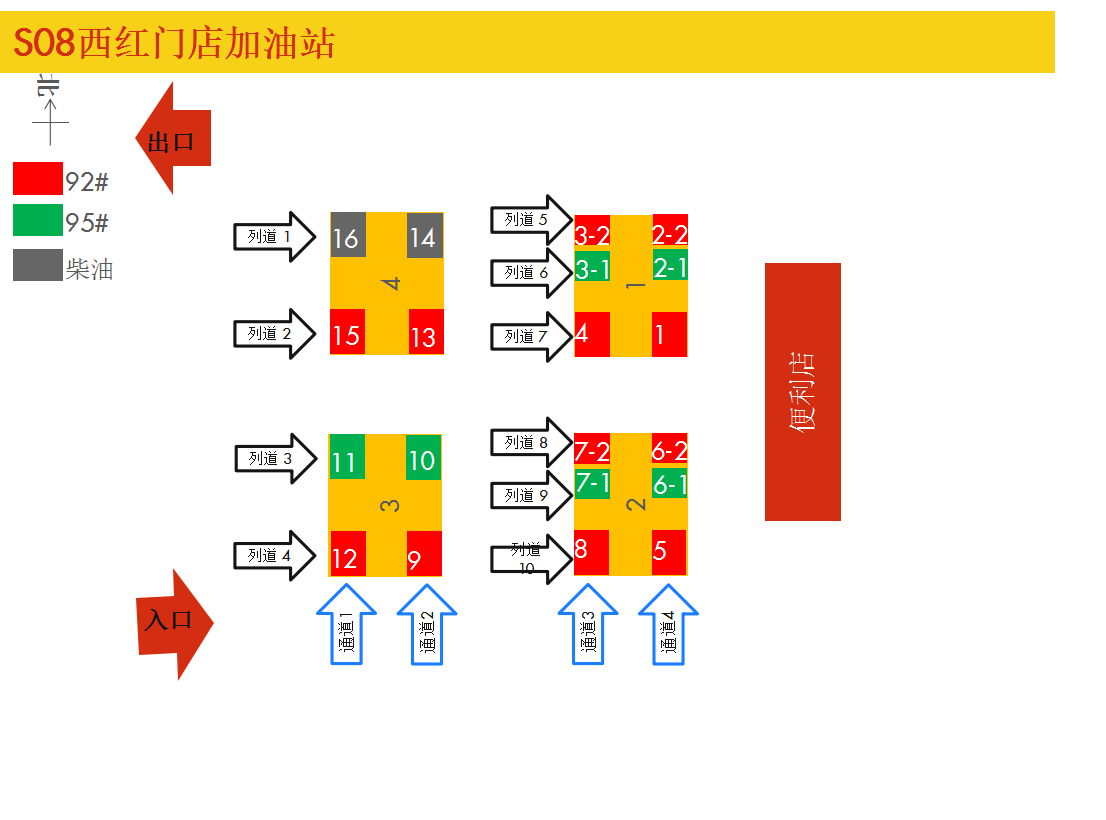 S08西红门店加油站
北
出口
92#
95#
柴油
列道 1
16
14
列道 5
3-2
2-2
列道 6
3-1
2-1
4
1
列道 2
15
13
列道 7
4
1
便利店
列道 3
11
10
列道 8
7-2
6-2
列道 9
7-1
6-1
3
2
列道 4
12
9
列道
10
8
5
入口
通道1
通道2
通道3
通道4